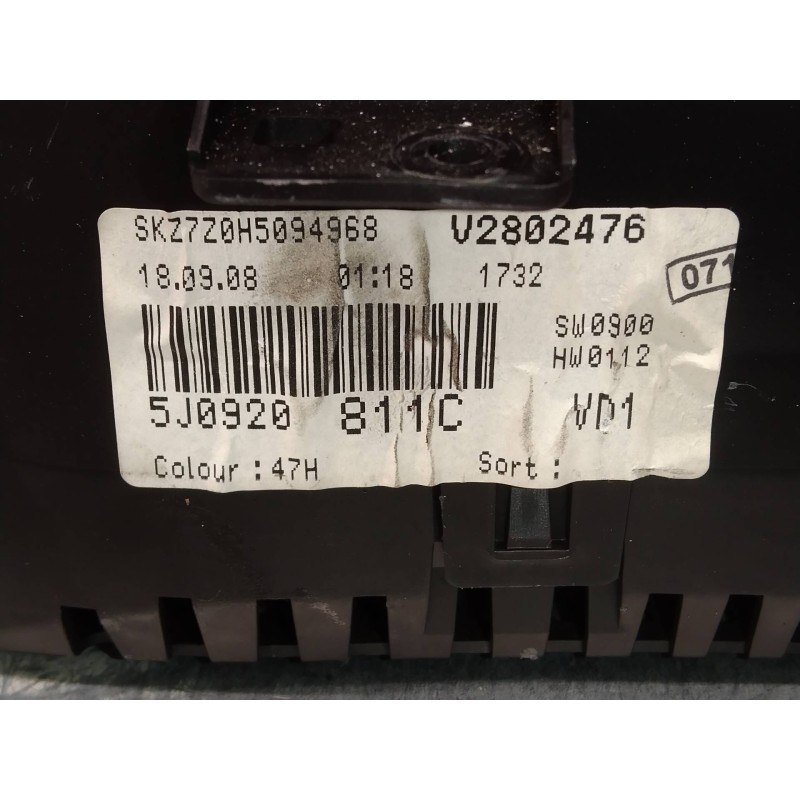 SKZ7Z0H5094968 V2802476
18.09.08 01:18 1732 071
SW0900
HW0112
5J0920 811C VD1
Colour : 47H Sort :